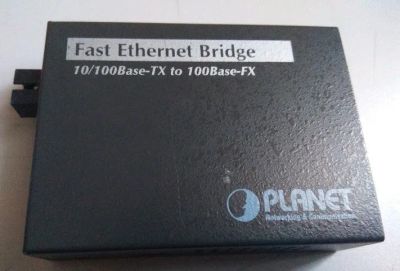 Fast Ethernet Bridge
10/100Base-TX to 100Base-FX
PLANET
Networking & Communication